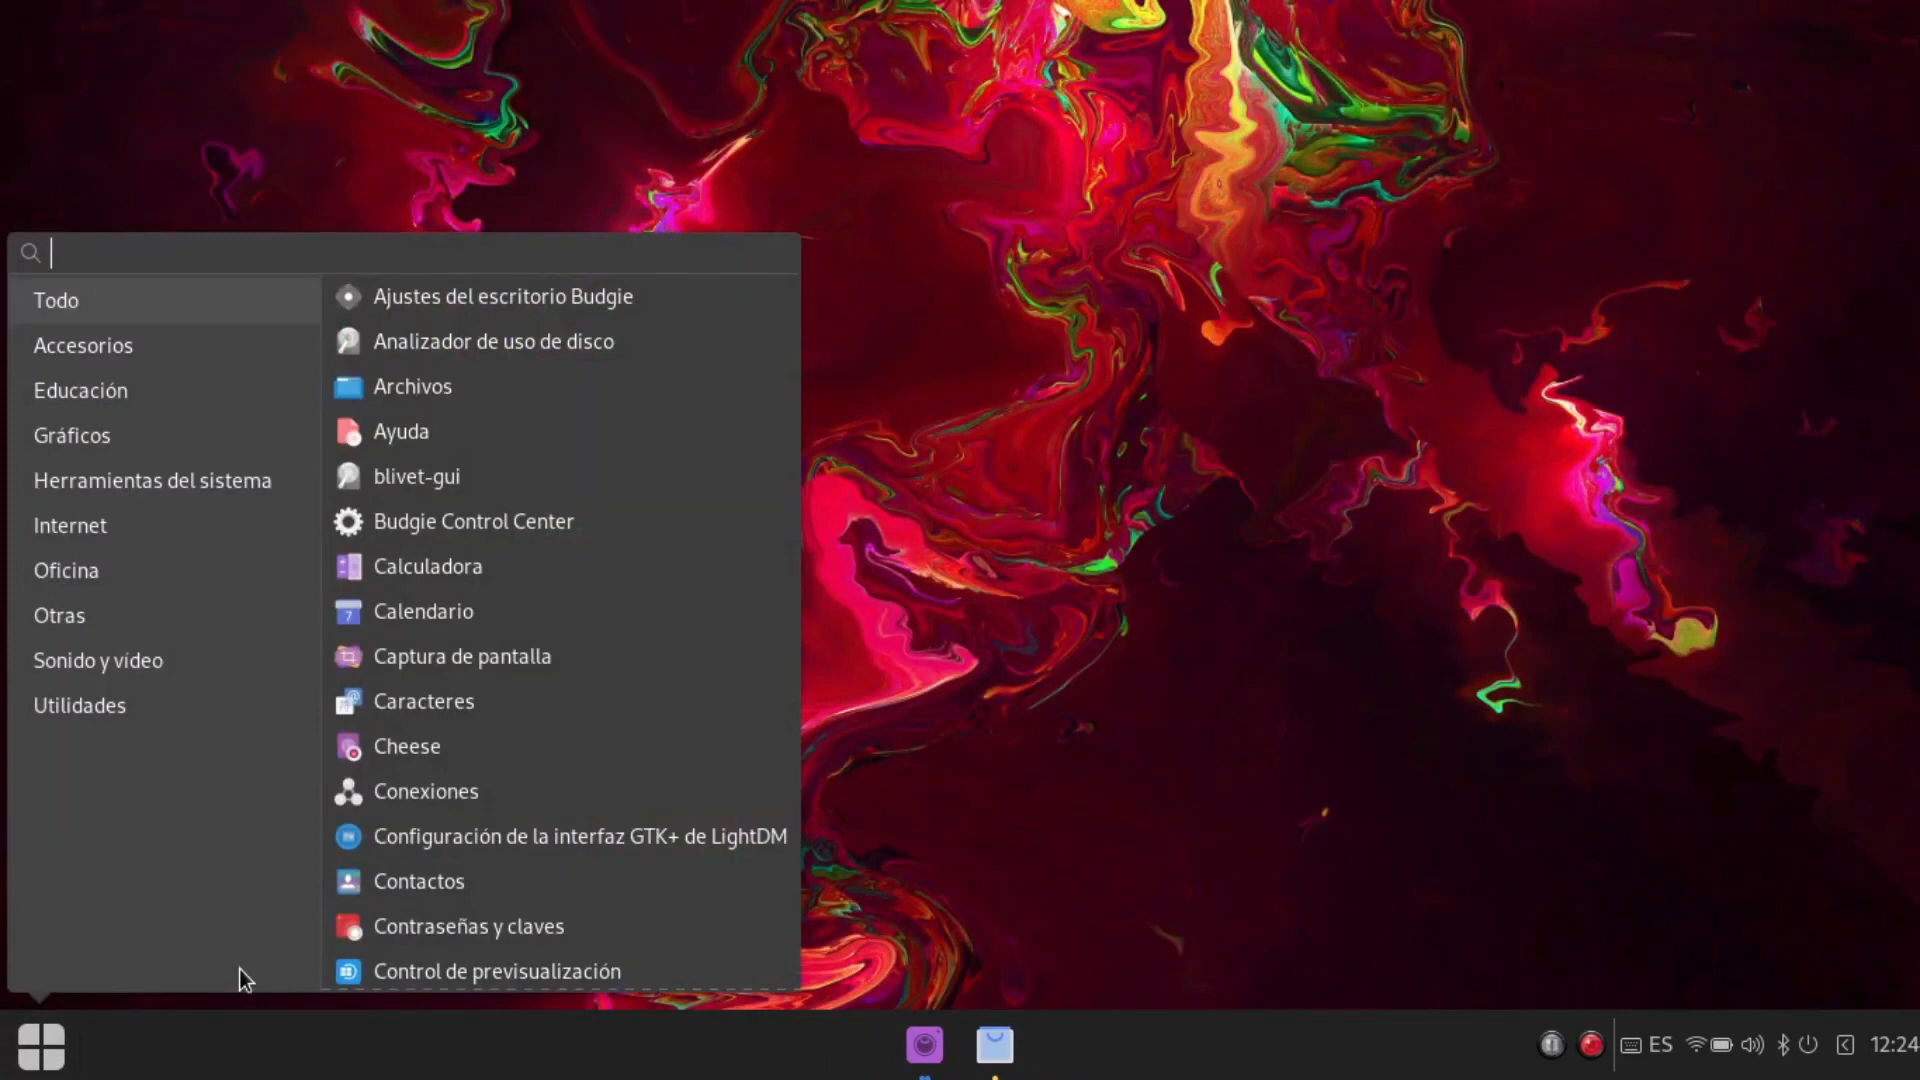 Todo
Accesorios
Educación
Gráficos
Herramientas del sistema
Internet
Oficina
Otras
Sonido y vídeo
Utilidades
Ajustes del escritorio Budgie
Analizador de uso de disco
Archivos
Ayuda
blivet-gui
Budgie Control Center
Calculadora
Calendario
Captura de pantalla
Caracteres
Cheese
Conexiones
Configuración de la interfaz GTK+ de LightDM
Contactos
Contraseñas y claves
Control de previsualización
ES
12:24